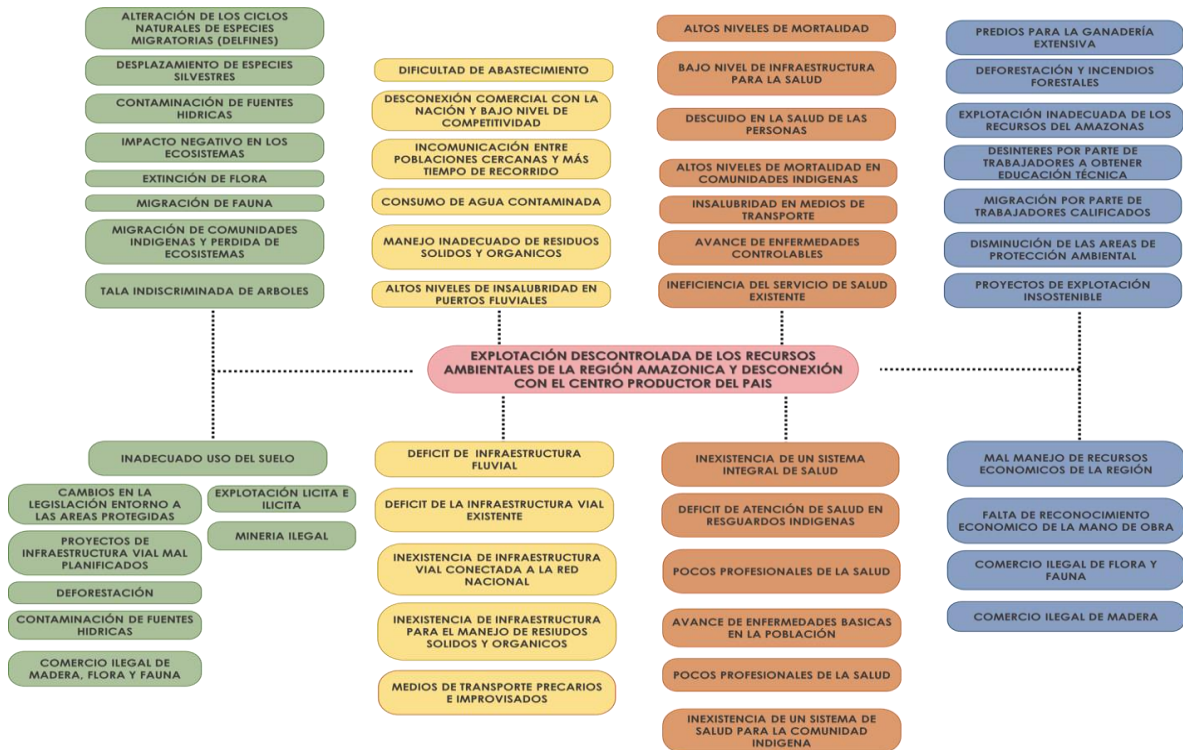 ALTERACIÓN DE LOS CICLOS
NATURALES DE ESPECIES
MIGRATORIAS (DELFINES)
DESPLAZAMIENTO DE ESPECIES
SILVESTRES
CONTAMINACIÓN DE FUENTES
HIDRICAS
IMPACTO NEGATIVO EN LOS
ECOSISTEMAS
EXTINCIÓN DE FLORA
MIGRACIÓN DE FAUNA
MIGRACIÓN DE COMUNIDADES
INDIGENAS Y PERDIDA DE
ECOSISTEMAS
TALA INDISCRIMINADA DE ARBOLES
DIFICULTAD DE ABASTECIMIENTO
DESCONEXIÓN COMERCIAL CON LA
NACIÓN Y BAJO NIVEL DE
COMPETITIVIDAD
INCOMUNICACIÓN ENTRE
POBLACIONES CERCANAS Y MÁS
TIEMPO DE RECORRIDO
CONSUMO DE AGUA CONTAMINADA
MANEJO INADECUADO DE RESIDUOS
SOLIDOS Y ORGANICOS
ALTOS NIVELES DE INSALUBRIDAD EN
PUERTOS FLUVIALES
ALTOS NIVELES DE MORTALIDAD
BAJO NIVEL DE INFRAESTRUCTURA
PARA LA SALUD
DESCUIDO EN LA SALUD DE LAS
PERSONAS
ALTOS NIVELES DE MORTALIDAD EN
COMUNIDADES INDIGENAS
INSALUBRIDAD EN MEDIOS DE
TRANSPORTE
AVANCE DE ENFERMEDADES
CONTROLABLES
INEFICIENCIA DEL SERVICIO DE SALUD
EXISTENTE
PREDIOS PARA LA GANADERÍA
EXTENSIVA
DEFORESTACIÓN Y INCENDIOS
FORESTALES
EXPLOTACIÓN INADECUADA DE LOS
RECURSOS DEL AMAZONAS
DESINTERES POR PARTE DE
TRABAJADORES A OBTENER
EDUCACIÓN TÉCNICA
MIGRACIÓN POR PARTE DE
TRABAJADORES CALIFICADOS
DISMINUCIÓN DE LAS AREAS DE
PROTECCIÓN AMBIENTAL
PROYECTOS DE EXPLOTACIÓN
INSOSTENIBLE
EXPLOTACIÓN DESCONTROLADA DE LOS RECURSOS
AMBIENTALES DE LA REGIÓN AMAZONICA Y DESCONEXIÓN
CON EL CENTRO PRODUCTOR DEL PAIS
INADECUADO USO DEL SUELO
CAMBIOS EN LA
LEGISLACIÓN ENTORNO A
LAS AREAS PROTEGIDAS
PROYECTOS DE
INFRAESTRUCTURA VIAL MAL
PLANIFICADOS
DEFORESTACIÓN
CONTAMINACIÓN DE FUENTES
HIDRICAS
COMERCIO ILEGAL DE
MADERA, FLORA Y FAUNA
EXPLOTACIÓN LICITA E
ILICITA
MINERIA ILEGAL
DEFICIT DE INFRAESTRUCTURA
FLUVIAL
DEFICIT DE LA INFRAESTRUCTURA VIAL
EXISTENTE
INEXISTENCIA DE INFRAESTRUCTURA
VIAL CONECTADA A LA RED
NACIONAL
INEXISTENCIA DE INFRAESTRUCTURA
PARA EL MANEJO DE RESIUDOS
SOLIDOS Y ORGANICOS
MEDIOS DE TRANSPORTE PRECARIOS
E IMPROVISADOS
INEXISTENCIA DE UN SISTEMA
INTEGRAL DE SALUD
DEFICIT DE ATENCIÓN DE SALUD EN
RESGUARDOS INDIGENAS
POCOS PROFESIONALES DE LA SALUD
AVANCE DE ENFERMEDADES BASICAS
EN LA POBLACIÓN
POCOS PROFESIONALES DE LA SALUD
INEXISTENCIA DE UN SISTEMA DE
SALUD PARA LA COMUNIDAD
INDIGENA
MAL MANEJO DE RECURSOS
ECONOMICOS DE LA REGIÓN
FALTA DE RECONOCIMIENTO
ECONOMICO DE LA MANO DE OBRA
COMERCIO ILEGAL DE FLORA Y
FAUNA
COMERCIO ILEGAL DE MADERA